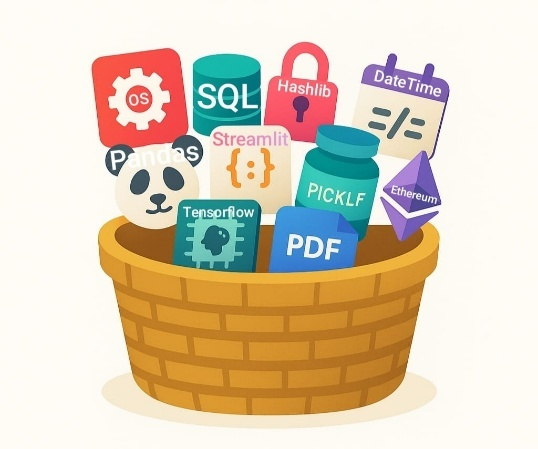 OS
SQL
Hashlib
DateTime
=/=
Pandas
Streamlit
{:}
PICKLF
Ethereum
Tensorflow
PDF